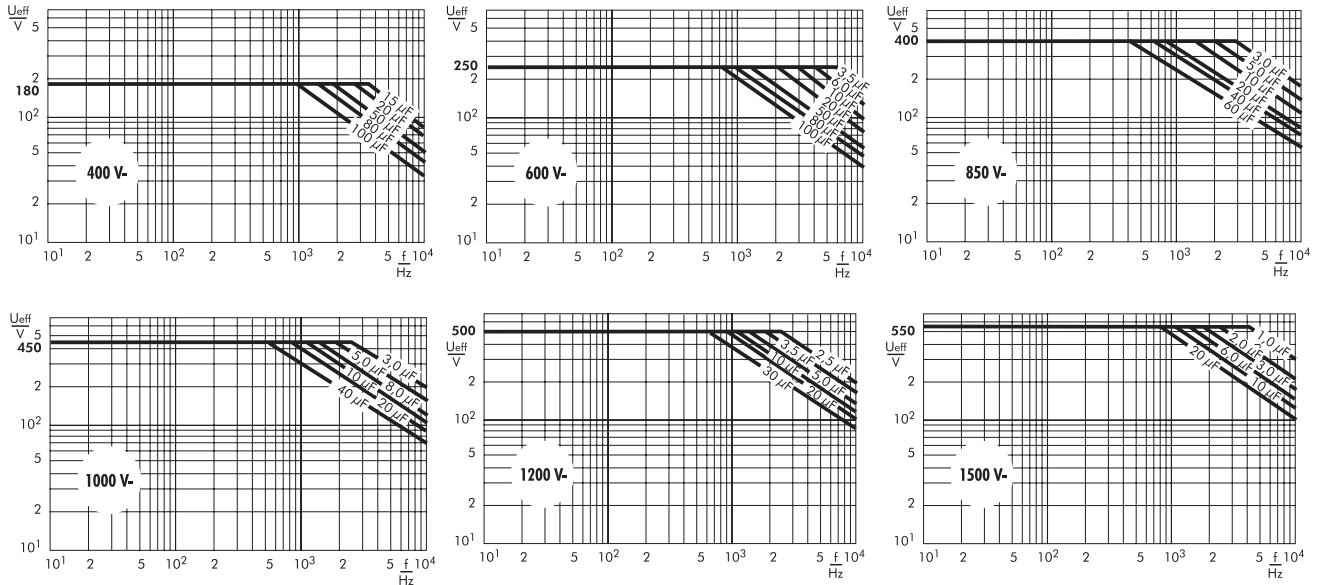 Ueff
V
5
2
180
10²
5
2
10¹
15 µF
20 µF
50 µF
80 µF
100 µF
400 V-
10¹ 2 5 10² 2 5 10³ 2 5 f Hz 10⁴
Ueff
V
5
250
2
10²
5
2
10¹
3,5 µF
6,0 µF
10 µF
20 µF
50 µF
80 µF
100 µF
600 V-
10¹ 2 5 10² 2 5 10³ 2 5 f Hz 10⁴
Ueff
V
5
400
2
10²
5
2
10¹
3,0 µF
5,0 µF
10 µF
20 µF
40 µF
60 µF
850 V-
10¹ 2 5 10² 2 5 10³ 2 5 f Hz 10⁴
Ueff
V
5
450
2
10²
5
2
10¹
5,0 µF 3,0 µF
10 µF 8,0 µF
40 µF 20 µF
1000 V-
10¹ 2 5 10² 2 5 10³ 2 5 f Hz 10⁴
500
Ueff
V
2
10²
5
2
10¹
3,5 µF 2,5 µF
10 µF 5,0 µF
30 µF 20 µF
1200 V-
10¹ 2 5 10² 2 5 10³ 2 5 f Hz 10⁴
550
Ueff
V
2
10²
5
2
10¹
2,0 µF 1,0 µF
6,0 µF 3,0 µF
20 µF 10 µF
1500 V-
10¹ 2 5 10² 2 5 10³ 2 5 f Hz 10⁴